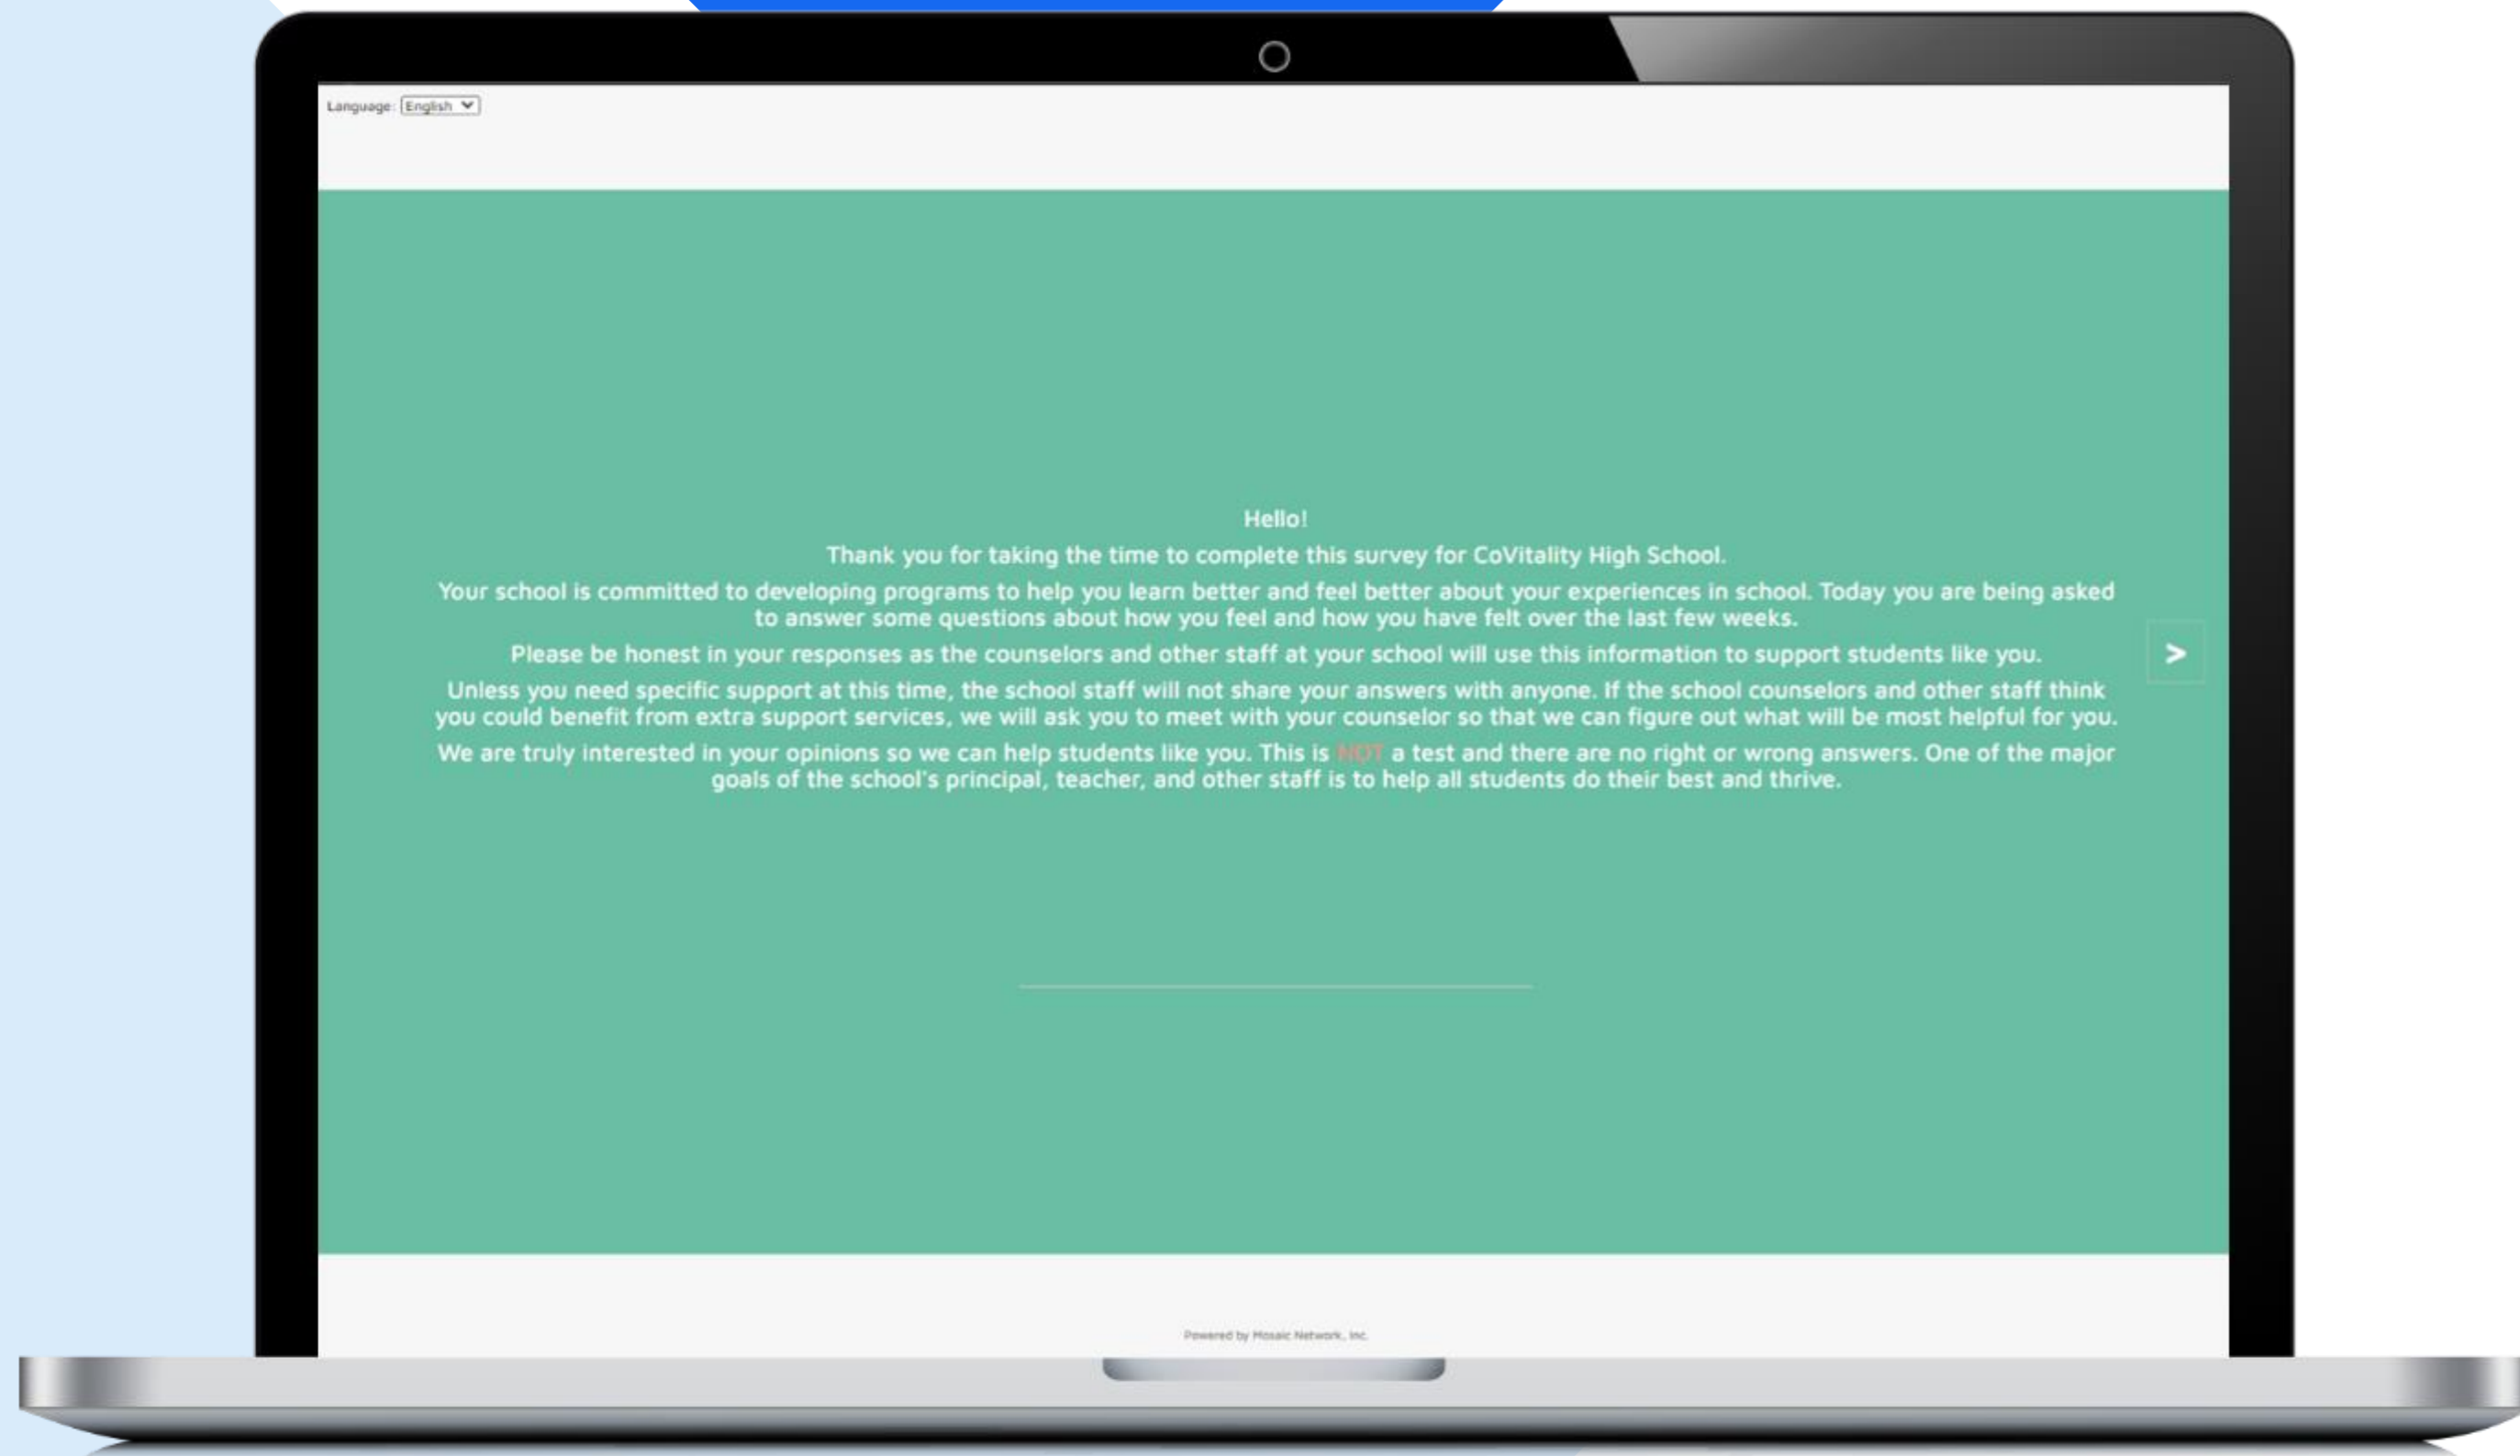 Language: English
Hello!
Thank you for taking the time to complete this survey for CoVitality High School.
Your school is committed to developing programs to help you learn better and feel better about your experiences in school. Today you are being asked
to answer some questions about how you feel and how you have felt over the last few weeks.
Please be honest in your responses as the counselors and other staff at your school will use this information to support students like you.
>
Unless you need specific support at this time, the school staff will not share your answers with anyone. If the school counselors and other staff think
you could benefit from extra support services, we will ask you to meet with your counselor so that we can figure out what will be most helpful for you.
We are truly interested in your opinions so we can help students like you. This is NOT a test and there are no right or wrong answers. One of the major
goals of the school's principal, teacher, and other staff is to help all students do their best and thrive.
Powered by Mosaic Network, Inc.